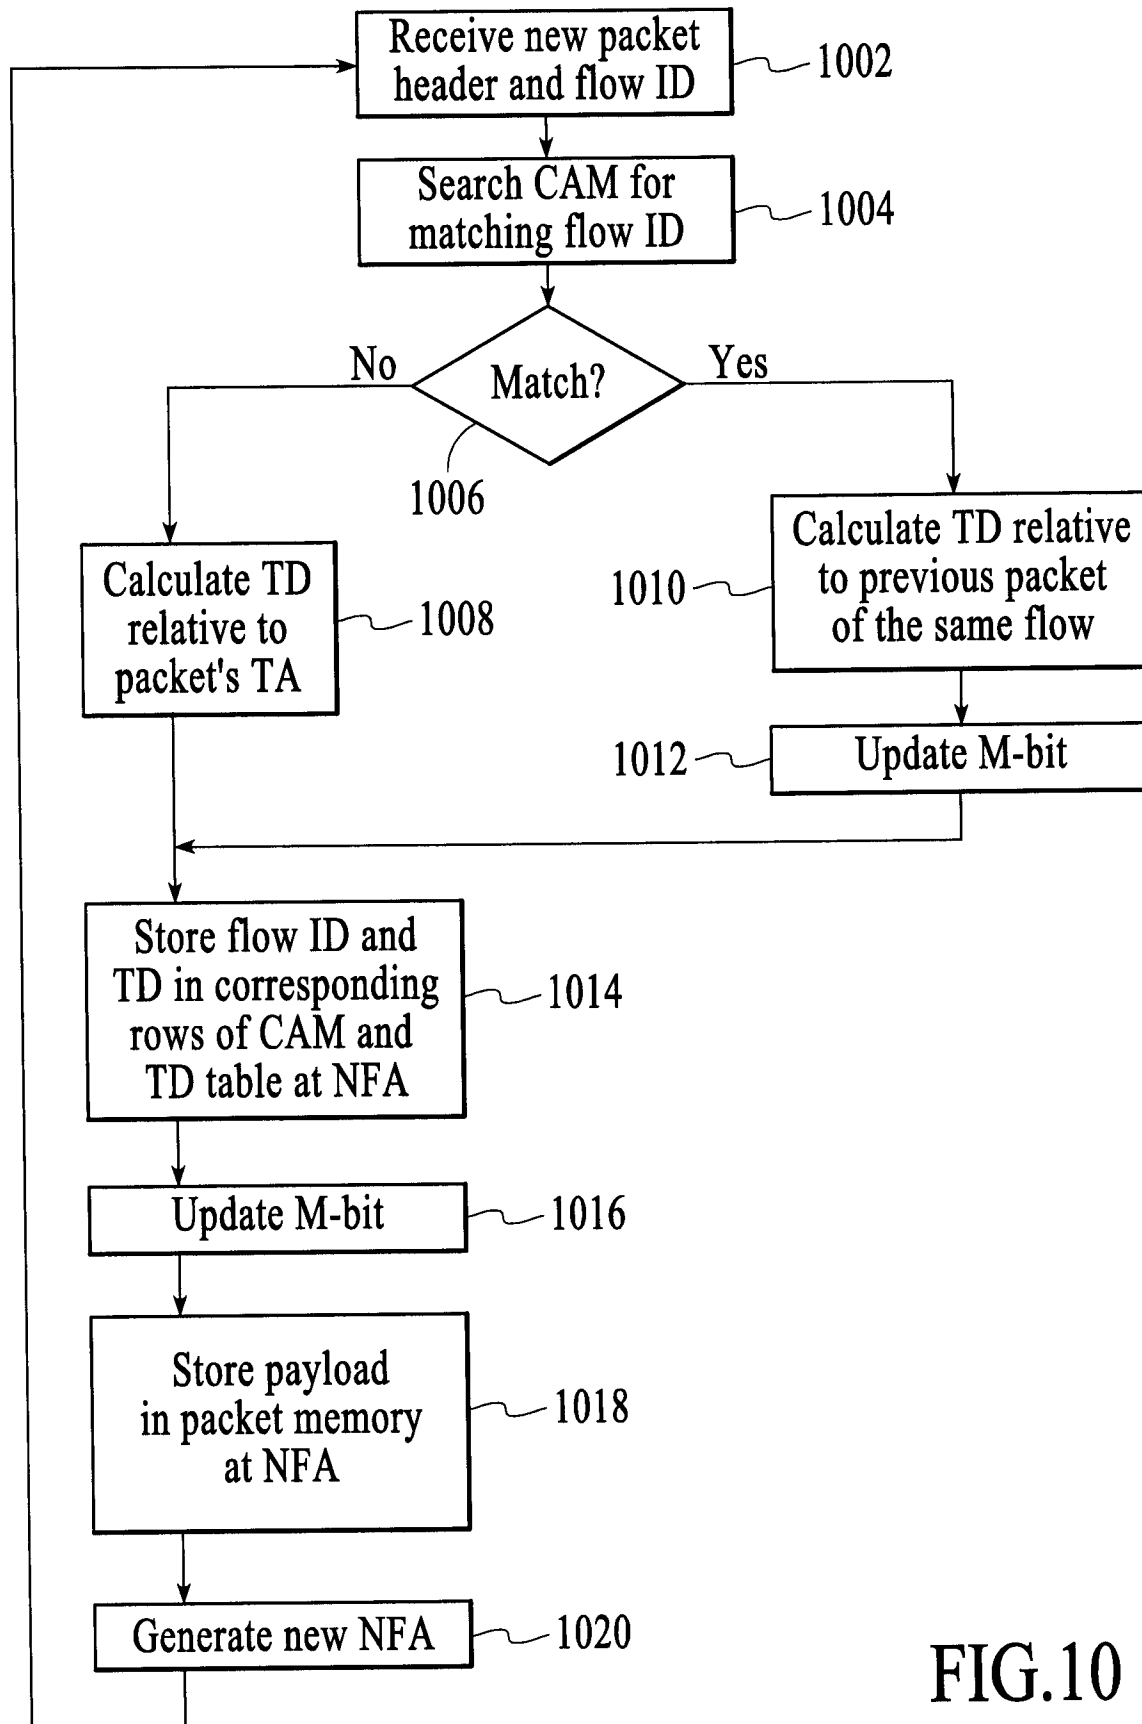 Receive new packet
header and flow ID
1002
Search CAM for
matching flow ID
1004
No
Match?
Yes
1006
Calculate TD
relative to
packet's TA
1008
1010
Calculate TD relative
to previous packet
of the same flow
1012
Update M-bit
Store flow ID and
TD in corresponding
rows of CAM and
TD table at NFA
1014
Update M-bit
1016
Store payload
in packet memory
at NFA
1018
Generate new NFA
1020
FIG.10